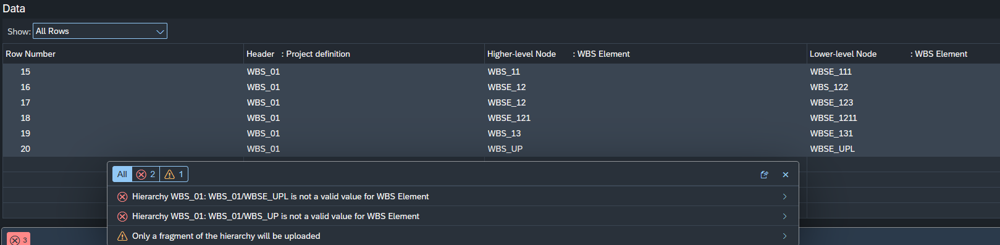 Data
Show: All Rows
Row Number Header : Project definition Higher-level Node : WBS Element Lower-level Node : WBS Element
15 WBS_01 WBS_11 WBSE_111
16 WBS_01 WBSE_12 WBS_122
17 WBS_01 WBSE_12 WBSE_123
18 WBS_01 WBSE_121 WBSE_1211
19 WBS_01 WBS_13 WBSE_131
20 WBS_01 WBS_UP WBSE_UPL
All 2 1
Hierarchy WBS_01: WBS_01/WBSE_UPL is not a valid value for WBS Element
Hierarchy WBS_01: WBS_01/WBS_UP is not a valid value for WBS Element
Only a fragment of the hierarchy will be uploaded
3